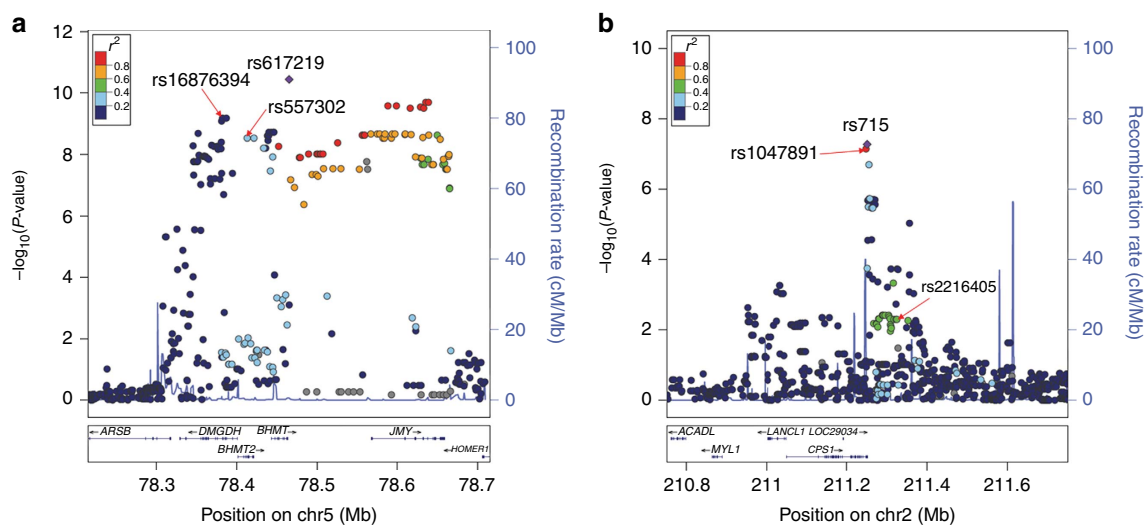 a
b
12
10
8
6
4
2
0
–log10(P-value)
r2
0.8
0.6
0.4
0.2
rs617219
rs16876394
rs557302
100
80
60
40
20
0
Recombination rate (cM/Mb)
←ARSB
←DMGDH
BHMT→
JMY→
BHMT2→
←HOMER1
78.3
78.4
78.5
78.6
78.7
Position on chr5 (Mb)
10
8
6
4
2
0
–log10(P-value)
r2
0.8
0.6
0.4
0.2
rs715
rs1047891
rs2216405
100
80
60
40
20
0
Recombination rate (cM/Mb)
←ACADL
←LANCL1
LOC29034→
←MYL1
CPS1→
210.8
211
211.2
211.4
211.6
Position on chr2 (Mb)